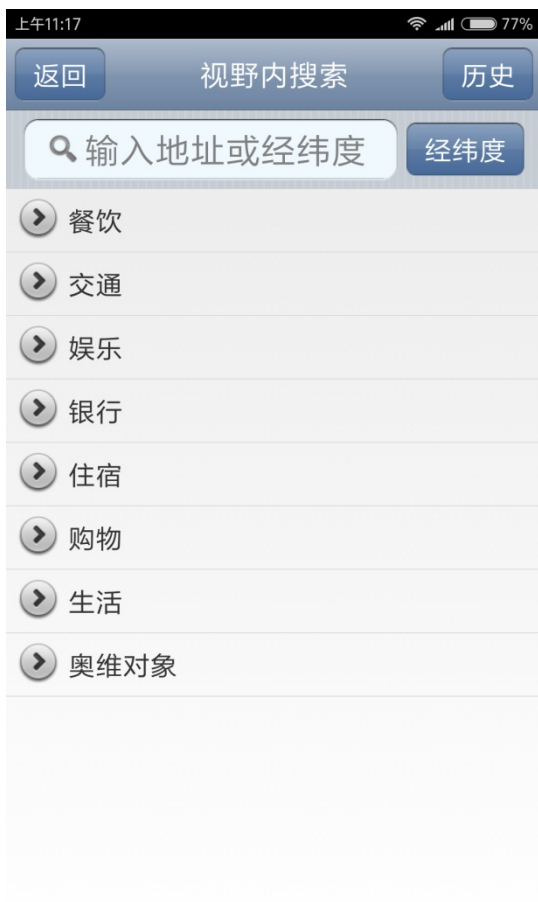 上午11:17 77%
返回 视野内搜索 历史
输入地址或经纬度 经纬度
餐饮
交通
娱乐
银行
住宿
购物
生活
奥维对象